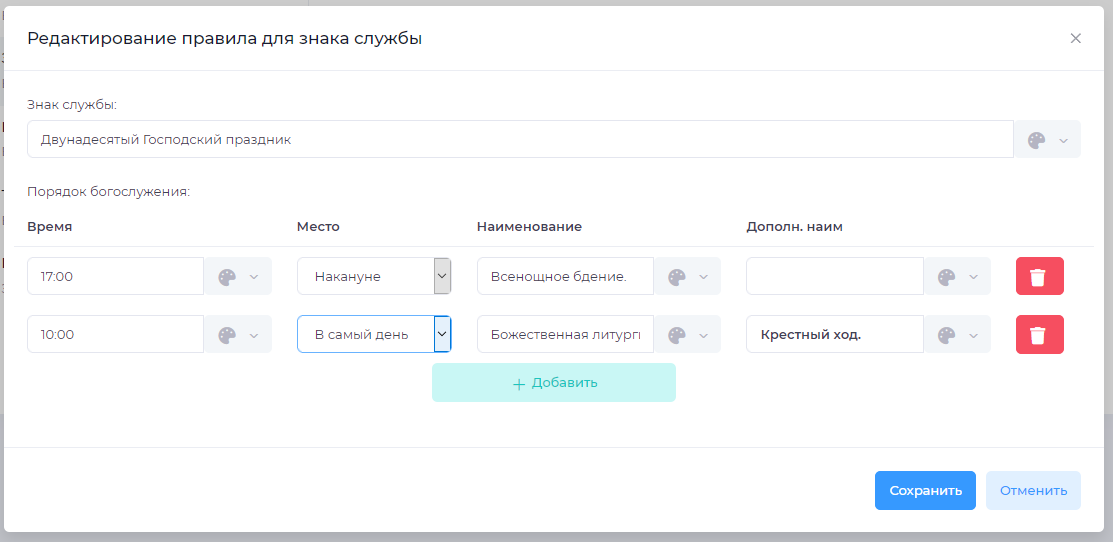 Редактирование правила для знака службы
Знак службы:
Двунадесятый Господский праздник
Порядок богослужения:
Время Место Наименование Дополн. наим
17:00 Накануне Всенощное бдение.
10:00 В самый день Божественная литург Крестный ход.
Добавить
Сохранить Отменить